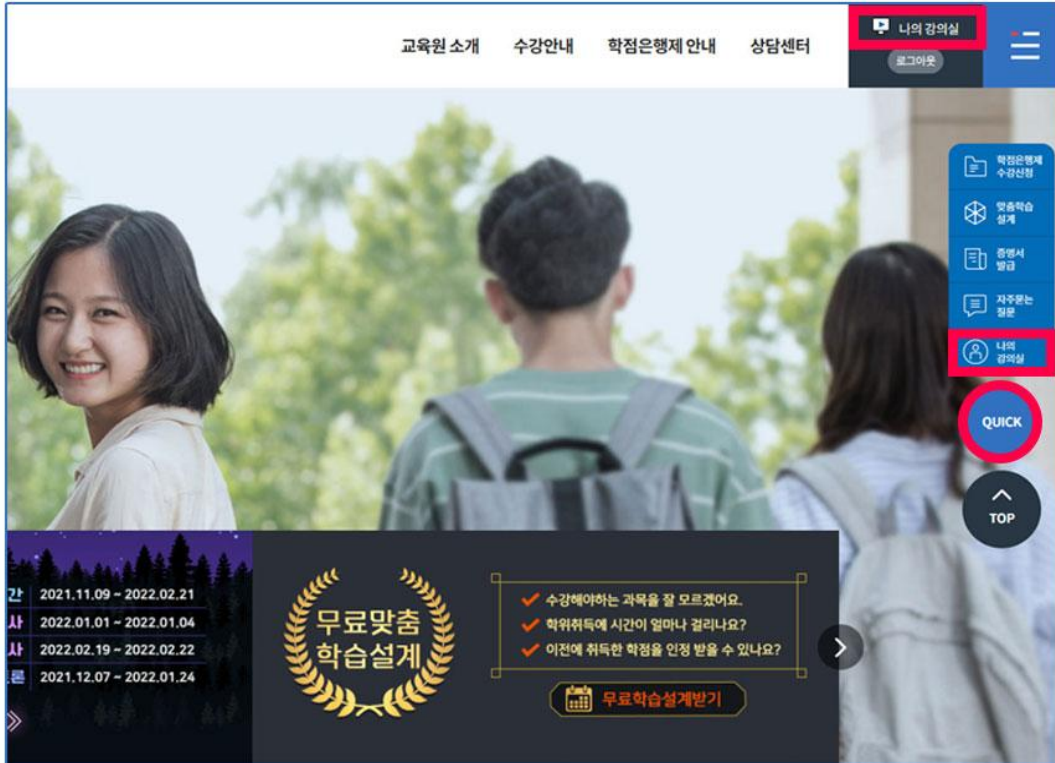 교육원 소개 수강안내 학점은행제 안내 상담센터
나의 강의실
로그아웃
학점은행제
수강신청
맞춤학습
설계
증명서
발급
자주묻는
질문
나의
강의실
QUICK
TOP
간 2021.11.09 ~ 2022.02.21
사 2022.01.01 ~ 2022.01.04
사 2022.02.19 ~ 2022.02.22
토론 2021.12.07 ~ 2022.01.24
무료맞춤
학습설계
수강해야하는 과목을 잘 모르겠어요.
학위취득에 시간이 얼마나 걸리나요?
이전에 취득한 학점을 인정 받을 수 있나요?
무료학습설계받기